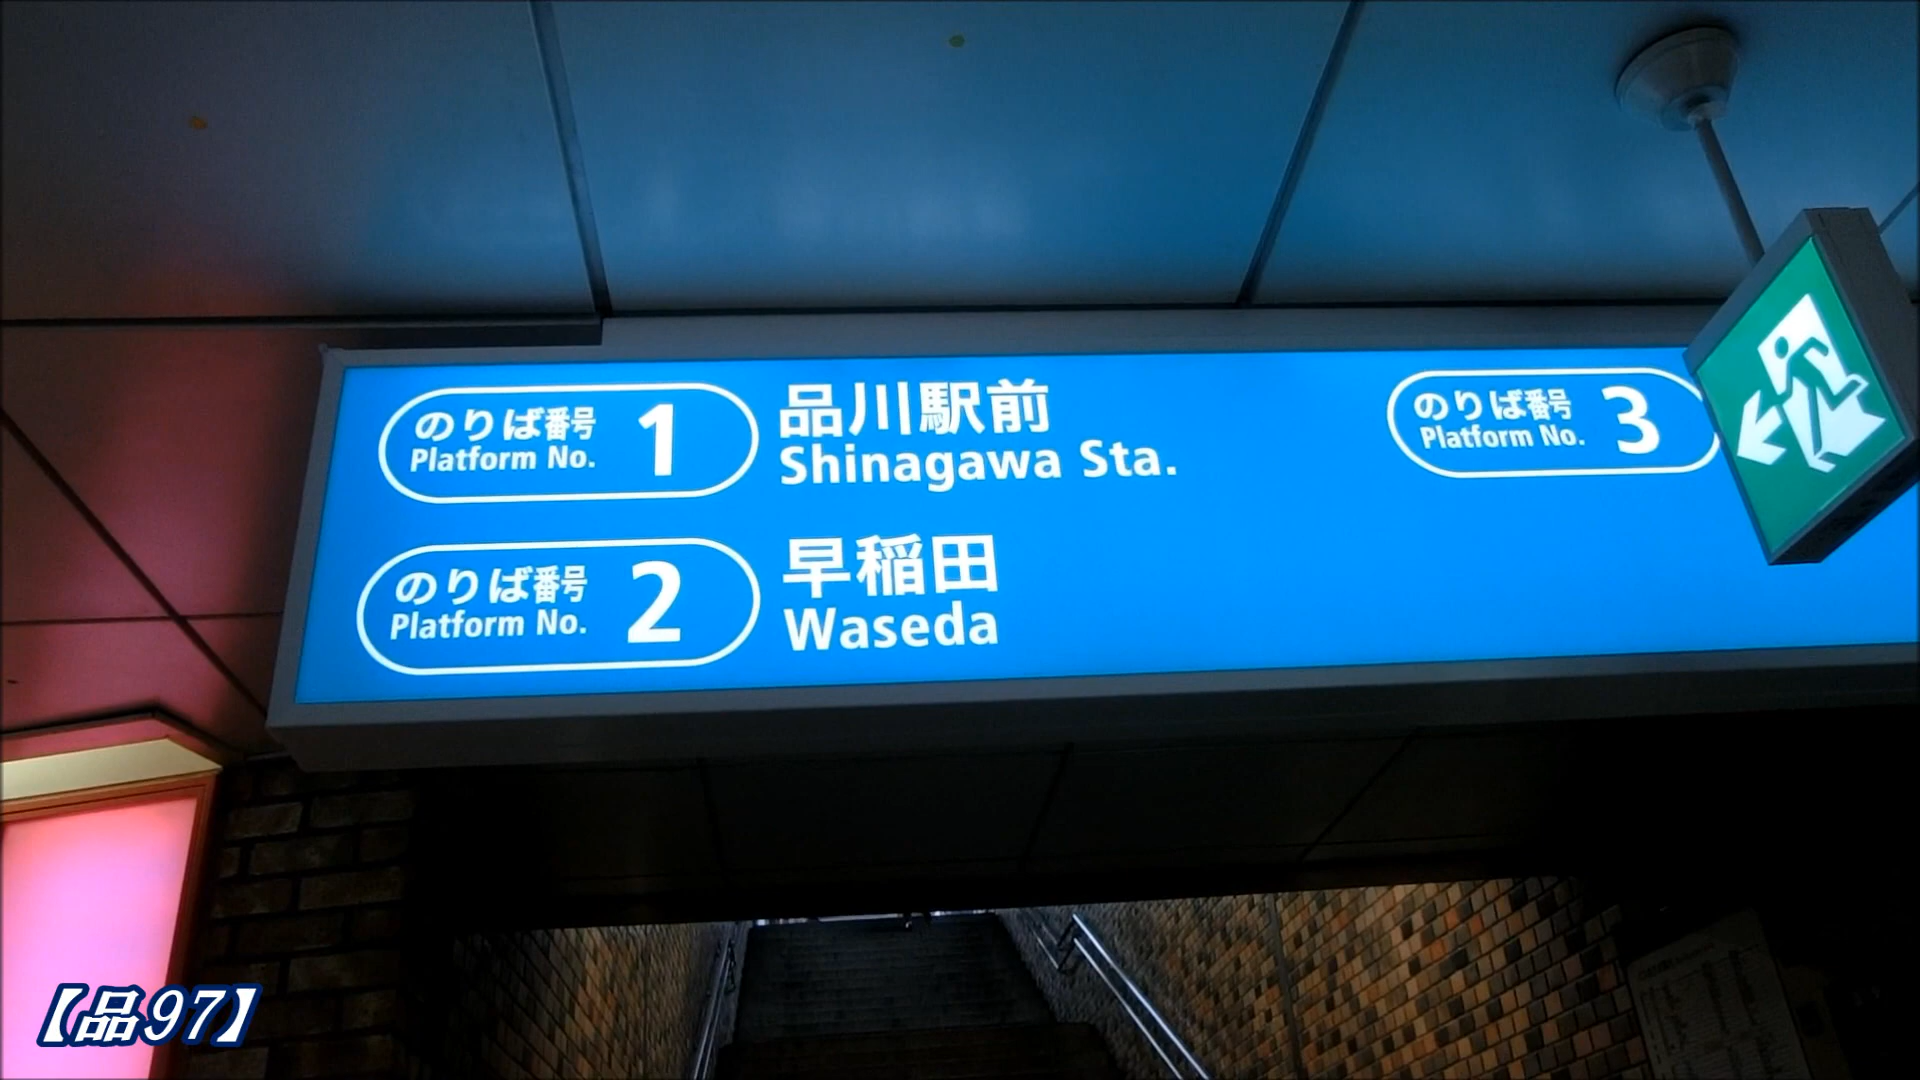 のりば番号 1
Platform No.
品川駅前
Shinagawa Sta.
のりば番号 2
Platform No.
早稲田
Waseda
のりば番号 3
Platform No.
【品97】